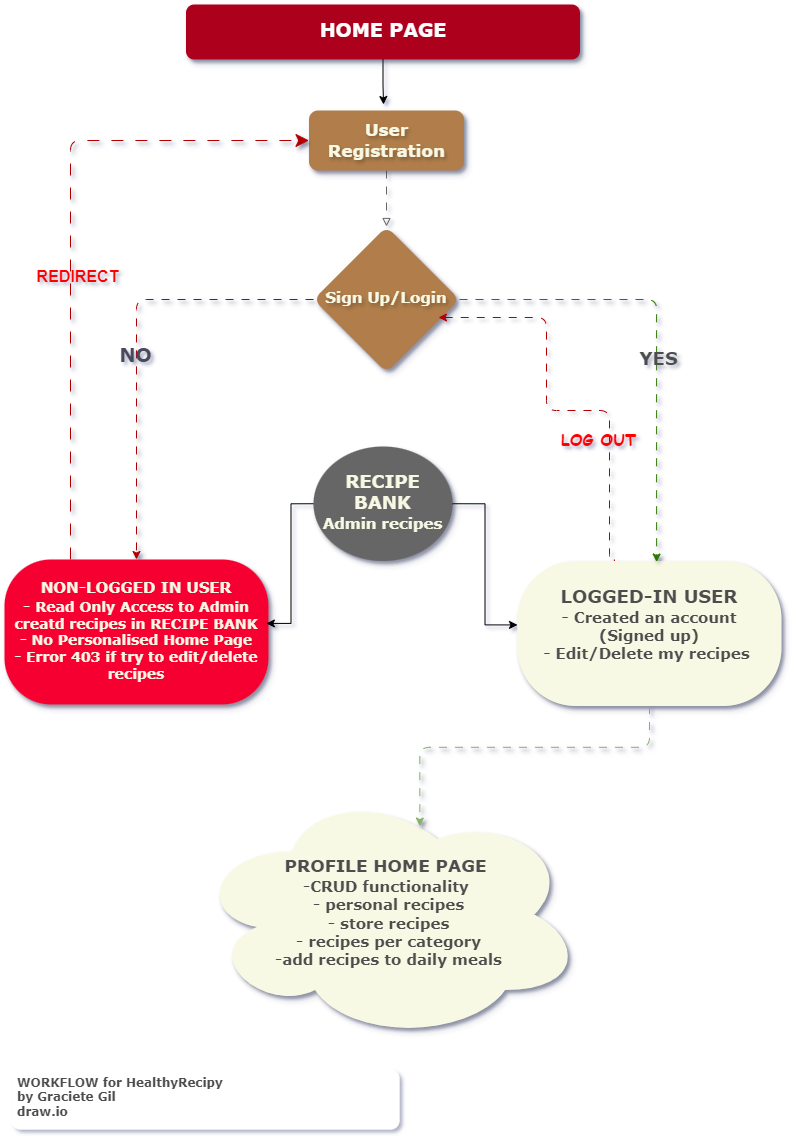 HOME PAGE
User
Registration
REDIRECT
Sign Up/Login
NO
YES
LOG OUT
RECIPE
BANK
Admin recipes
NON-LOGGED IN USER
- Read Only Access to Admin
creatd recipes in RECIPE BANK
- No Personalised Home Page
- Error 403 if try to edit/delete
recipes
LOGGED-IN USER
- Created an account
(Signed up)
- Edit/Delete my recipes
PROFILE HOME PAGE
-CRUD functionality
- personal recipes
- store recipes
- recipes per category
-add recipes to daily meals
WORKFLOW for HealthyRecipy
by Graciete Gil
draw.io